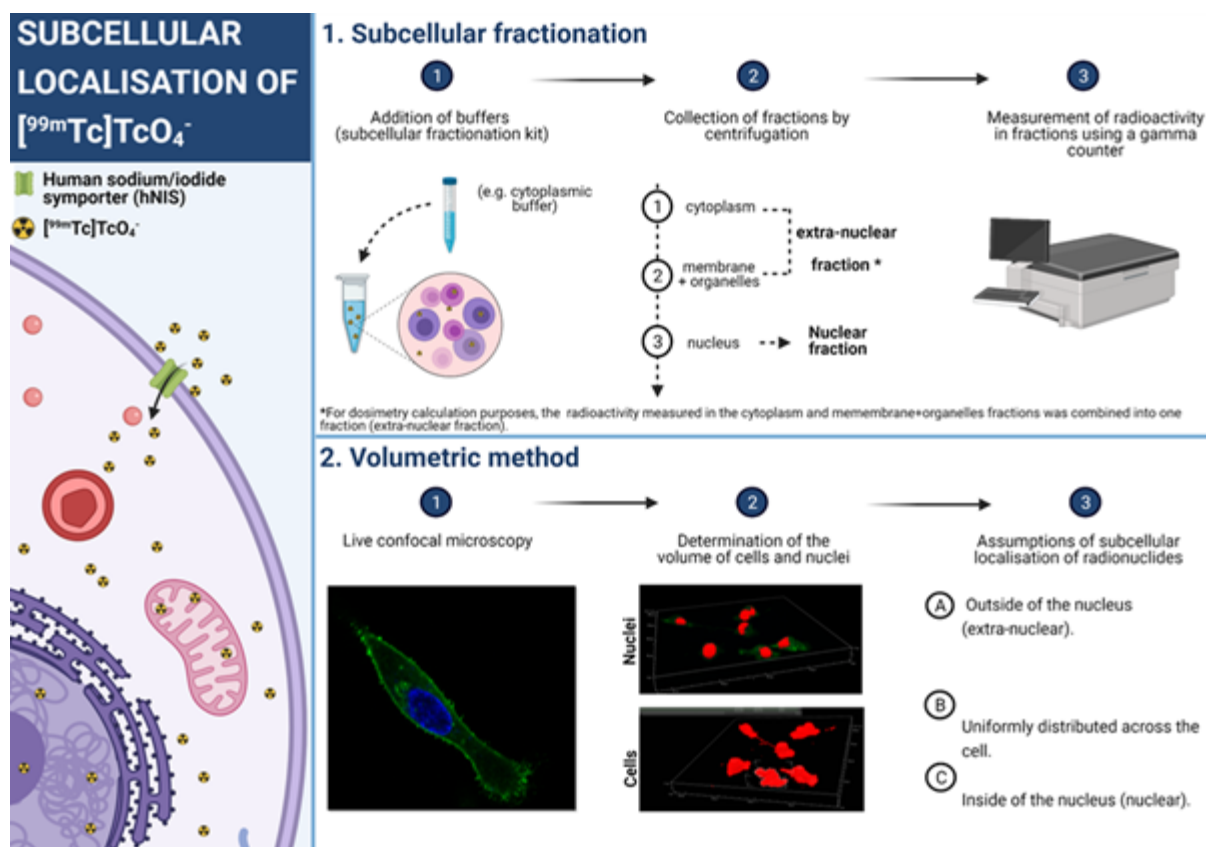 SUBCELLULAR
LOCALISATION OF
[⁹⁹ᵐTc]TcO₄⁻
Human sodium/iodide
symporter (hNIS)
[⁹⁹ᵐTc]TcO₄⁻
1. Subcellular fractionation
1
2
3
Addition of buffers
(subcellular fractionation kit)
Collection of fractions by
centrifugation
Measurement of radioactivity
in fractions using a gamma
counter
(e.g. cytoplasmic
buffer)
1 cytoplasm
extra-nuclear
fraction *
2 membrane
+ organelles
3 nucleus
Nuclear
fraction
*For dosimetry calculation purposes, the radioactivity measured in the cytoplasm and memembrane+organelles fractions was combined into one
fraction (extra-nuclear fraction).
2. Volumetric method
1
2
3
Live confocal microscopy
Determination of the
volume of cells and nuclei
Assumptions of subcellular
localisation of radionuclides
Nuclei
Cells
A Outside of the nucleus
(extra-nuclear).
B
Uniformly distributed across the
cell.
C
Inside of the nucleus (nuclear).